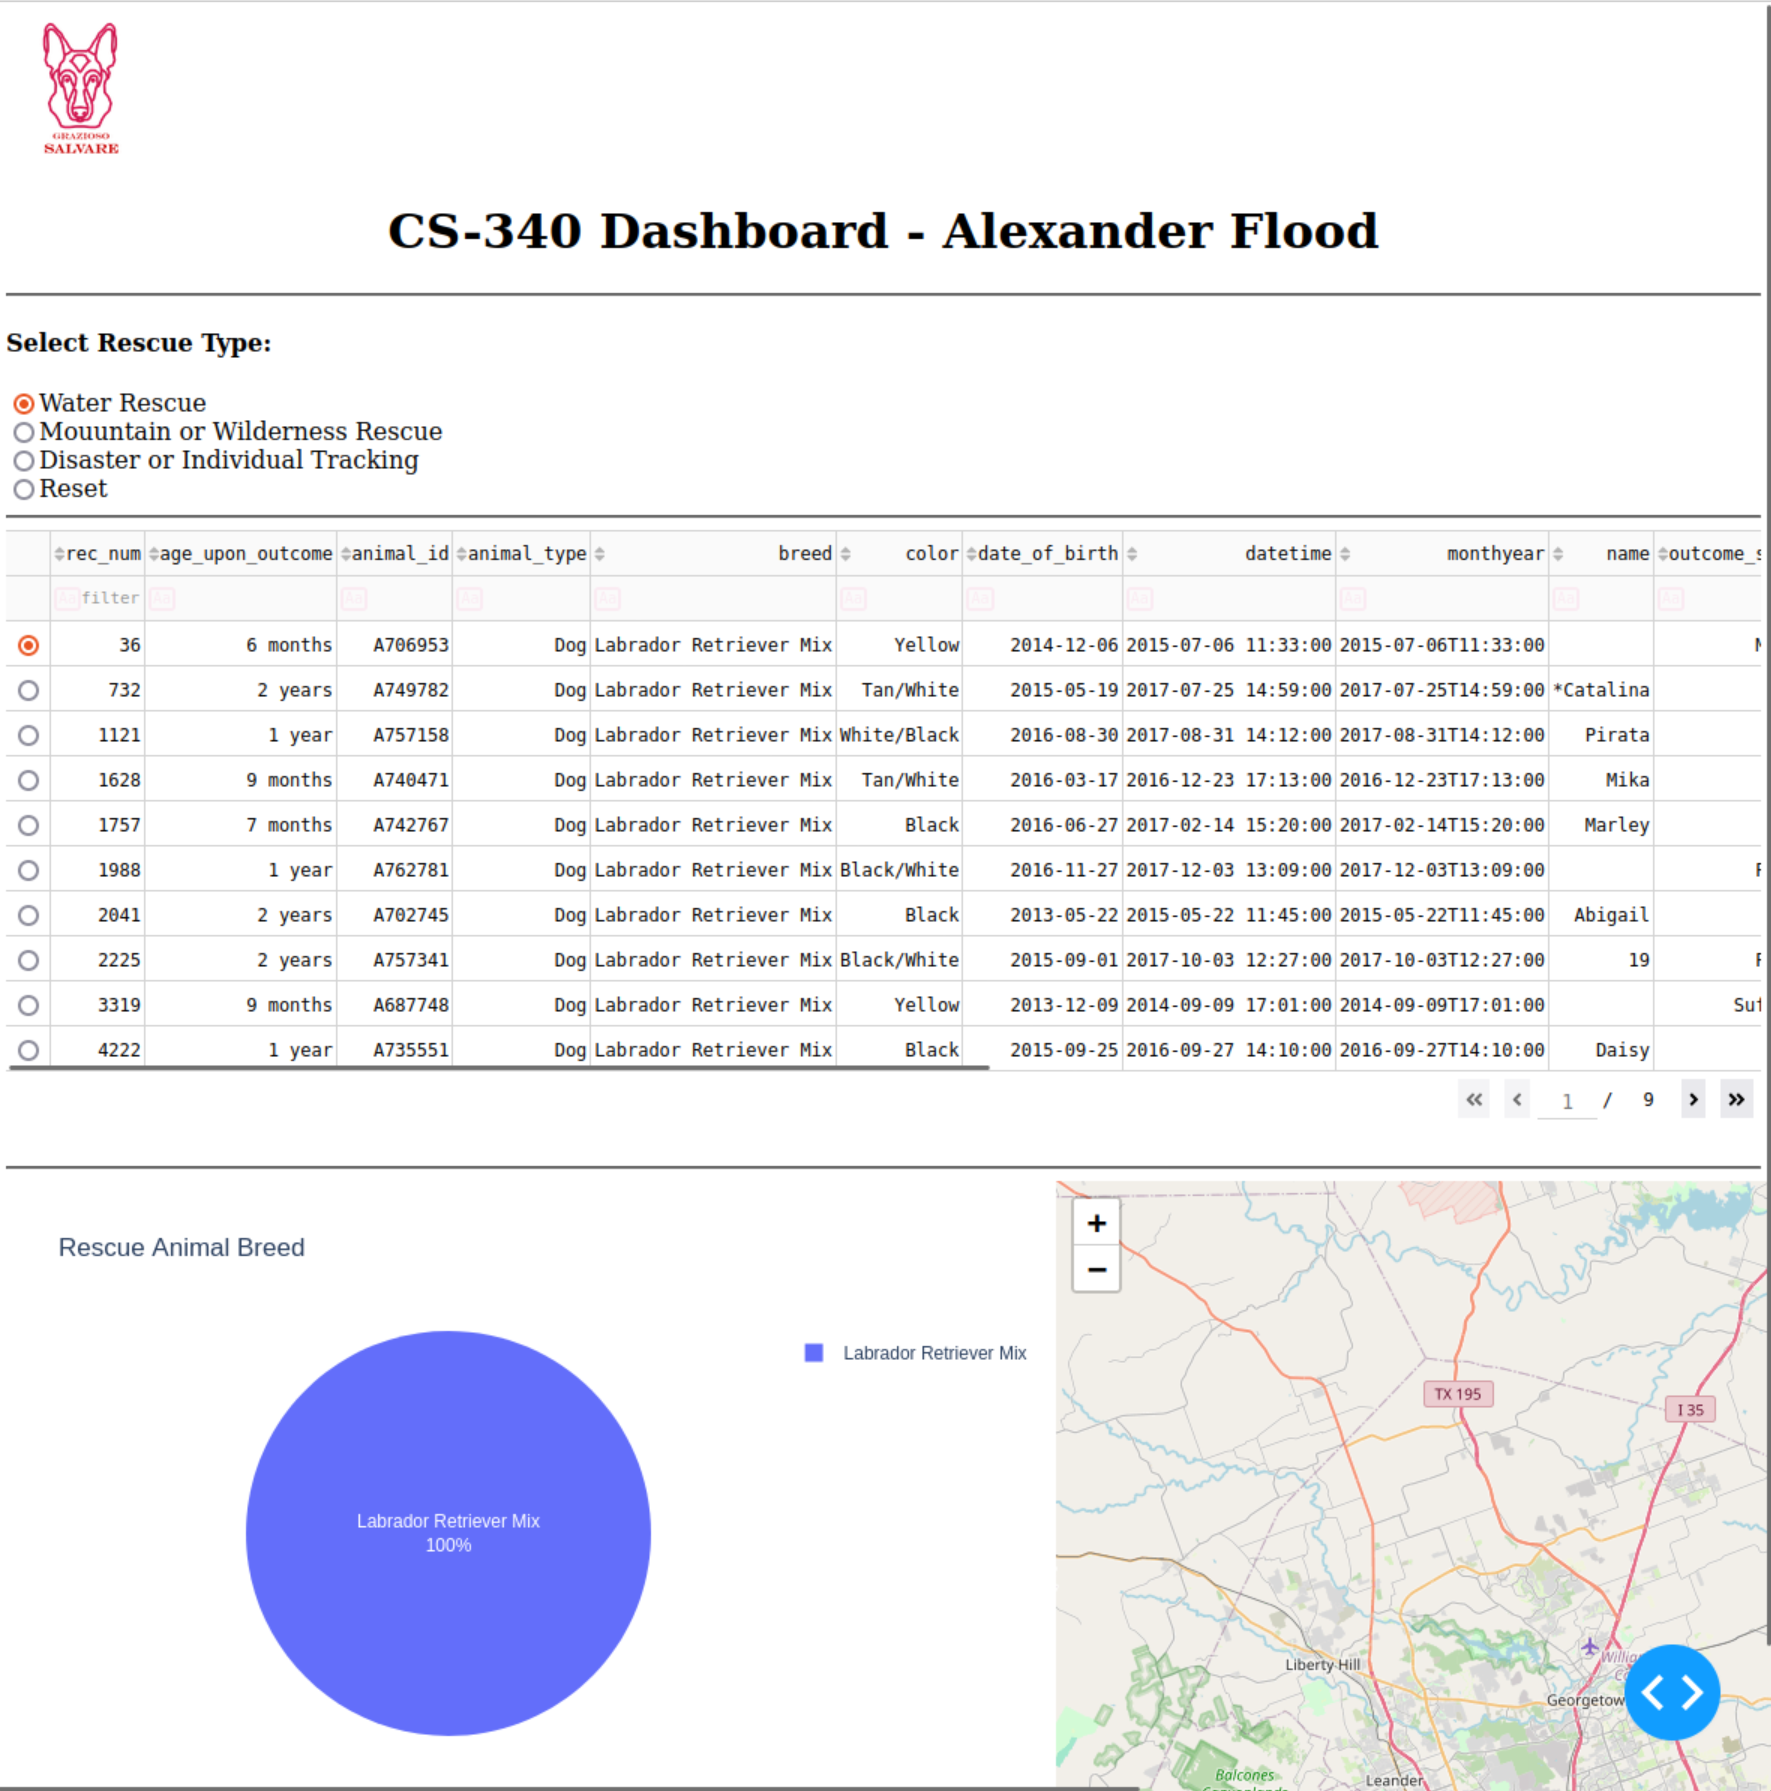 GRAZIOSO
SALVARE
CS-340 Dashboard - Alexander Flood
Select Rescue Type:
Water Rescue
Mouuntain or Wilderness Rescue
Disaster or Individual Tracking
Reset
rec_num age_upon_outcome animal_id animal_type breed color date_of_birth datetime monthyear name outcome_s
Aa filter Aa Aa Aa Aa Aa Aa Aa Aa Aa Aa
36 6 months A706953 Dog Labrador Retriever Mix Yellow 2014-12-06 2015-07-06 11:33:00 2015-07-06T11:33:00
732 2 years A749782 Dog Labrador Retriever Mix Tan/White 2015-05-19 2017-07-25 14:59:00 2017-07-25T14:59:00 *Catalina
1121 1 year A757158 Dog Labrador Retriever Mix White/Black 2016-08-30 2017-08-31 14:12:00 2017-08-31T14:12:00 Pirata
1628 9 months A740471 Dog Labrador Retriever Mix Tan/White 2016-03-17 2016-12-23 17:13:00 2016-12-23T17:13:00 Mika
1757 7 months A742767 Dog Labrador Retriever Mix Black 2016-06-27 2017-02-14 15:20:00 2017-02-14T15:20:00 Marley
1988 1 year A762781 Dog Labrador Retriever Mix Black/White 2016-11-27 2017-12-03 13:09:00 2017-12-03T13:09:00
2041 2 years A702745 Dog Labrador Retriever Mix Black 2013-05-22 2015-05-22 11:45:00 2015-05-22T11:45:00 Abigail
2225 2 years A757341 Dog Labrador Retriever Mix Black/White 2015-09-01 2017-10-03 12:27:00 2017-10-03T12:27:00 19
3319 9 months A687748 Dog Labrador Retriever Mix Yellow 2013-12-09 2014-09-09 17:01:00 2014-09-09T17:01:00 Suf
4222 1 year A735551 Dog Labrador Retriever Mix Black 2015-09-25 2016-09-27 14:10:00 2016-09-27T14:10:00 Daisy
« ‹ 1 / 9 › »
Rescue Animal Breed
Labrador Retriever Mix
Labrador Retriever Mix
100%
+
−
TX 195
I 35
Liberty Hill
Georgetow
Balcones
Leander